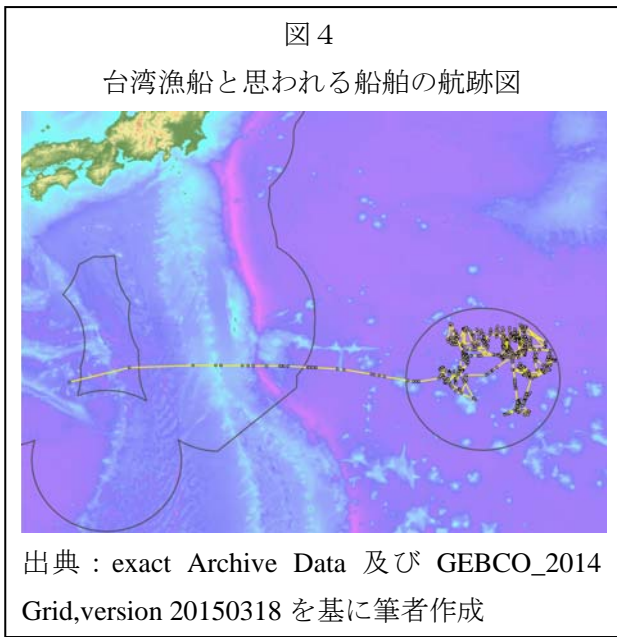 図４
台湾漁船と思われる船舶の航跡図
出典：exact Archive Data 及び GEBCO_2014
Grid,version 20150318 を基に筆者作成